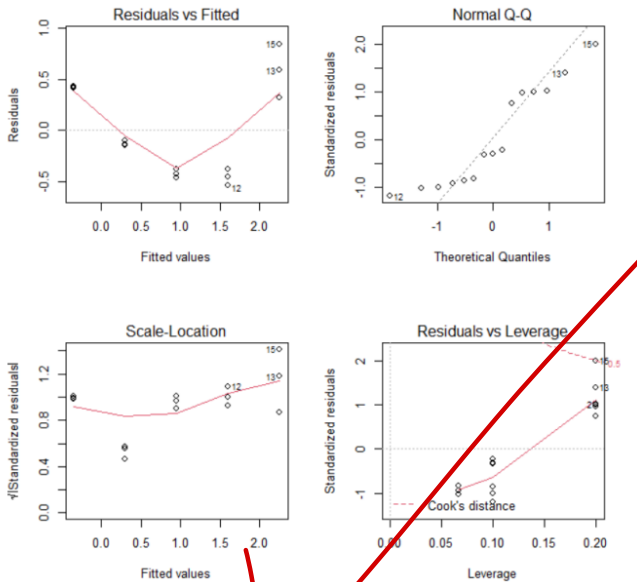 Residuals vs Fitted
Residuals
1.0
0.5
0.0
-0.5
15
13
12
0.0 0.5 1.0 1.5 2.0
Fitted values
Normal Q-Q
Standardized residuals
2.0
1.0
0.0
-1.0
15
13
12
-1 0 1
Theoretical Quantiles
Scale-Location
√|Standardized residuals|
1.2
0.8
0.4
0.0
15
13
12
0.0 0.5 1.0 1.5 2.0
Fitted values
Residuals vs Leverage
Standardized residuals
2
1
0
-1
15
0.5
13
Cook's distance
0.00 0.05 0.10 0.15 0.20
Leverage